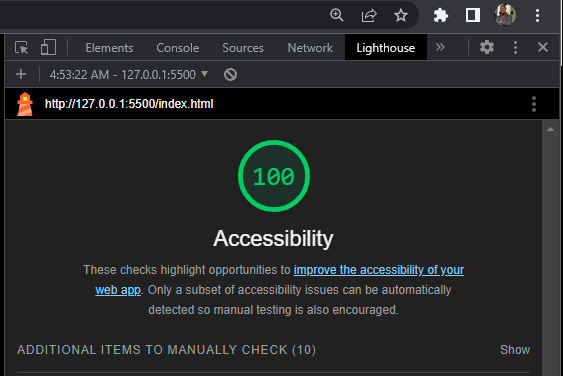 Elements Console Sources Network Lighthouse »
4:53:22 AM - 127.0.0.1:5500
http://127.0.0.1:5500/index.html
100
Accessibility
These checks highlight opportunities to improve the accessibility of your
web app. Only a subset of accessibility issues can be automatically
detected so manual testing is also encouraged.
ADDITIONAL ITEMS TO MANUALLY CHECK (10) Show